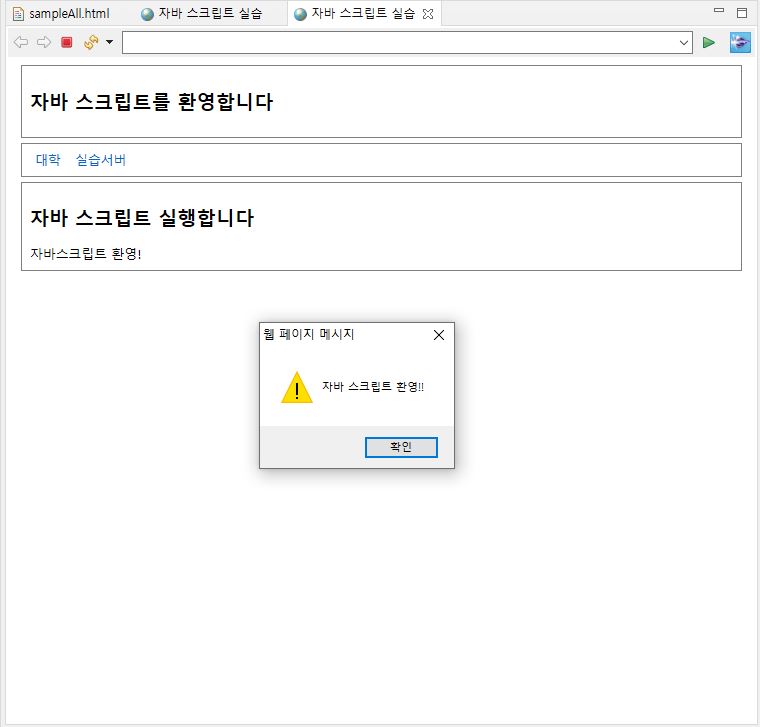 sampleAll.html
자바 스크립트 실습
자바 스크립트 실습
자바 스크립트를 환영합니다
대학 실습서버
자바 스크립트 실행합니다
자바스크립트 환영!
웹 페이지 메시지
자바 스크립트 환영!!
확인